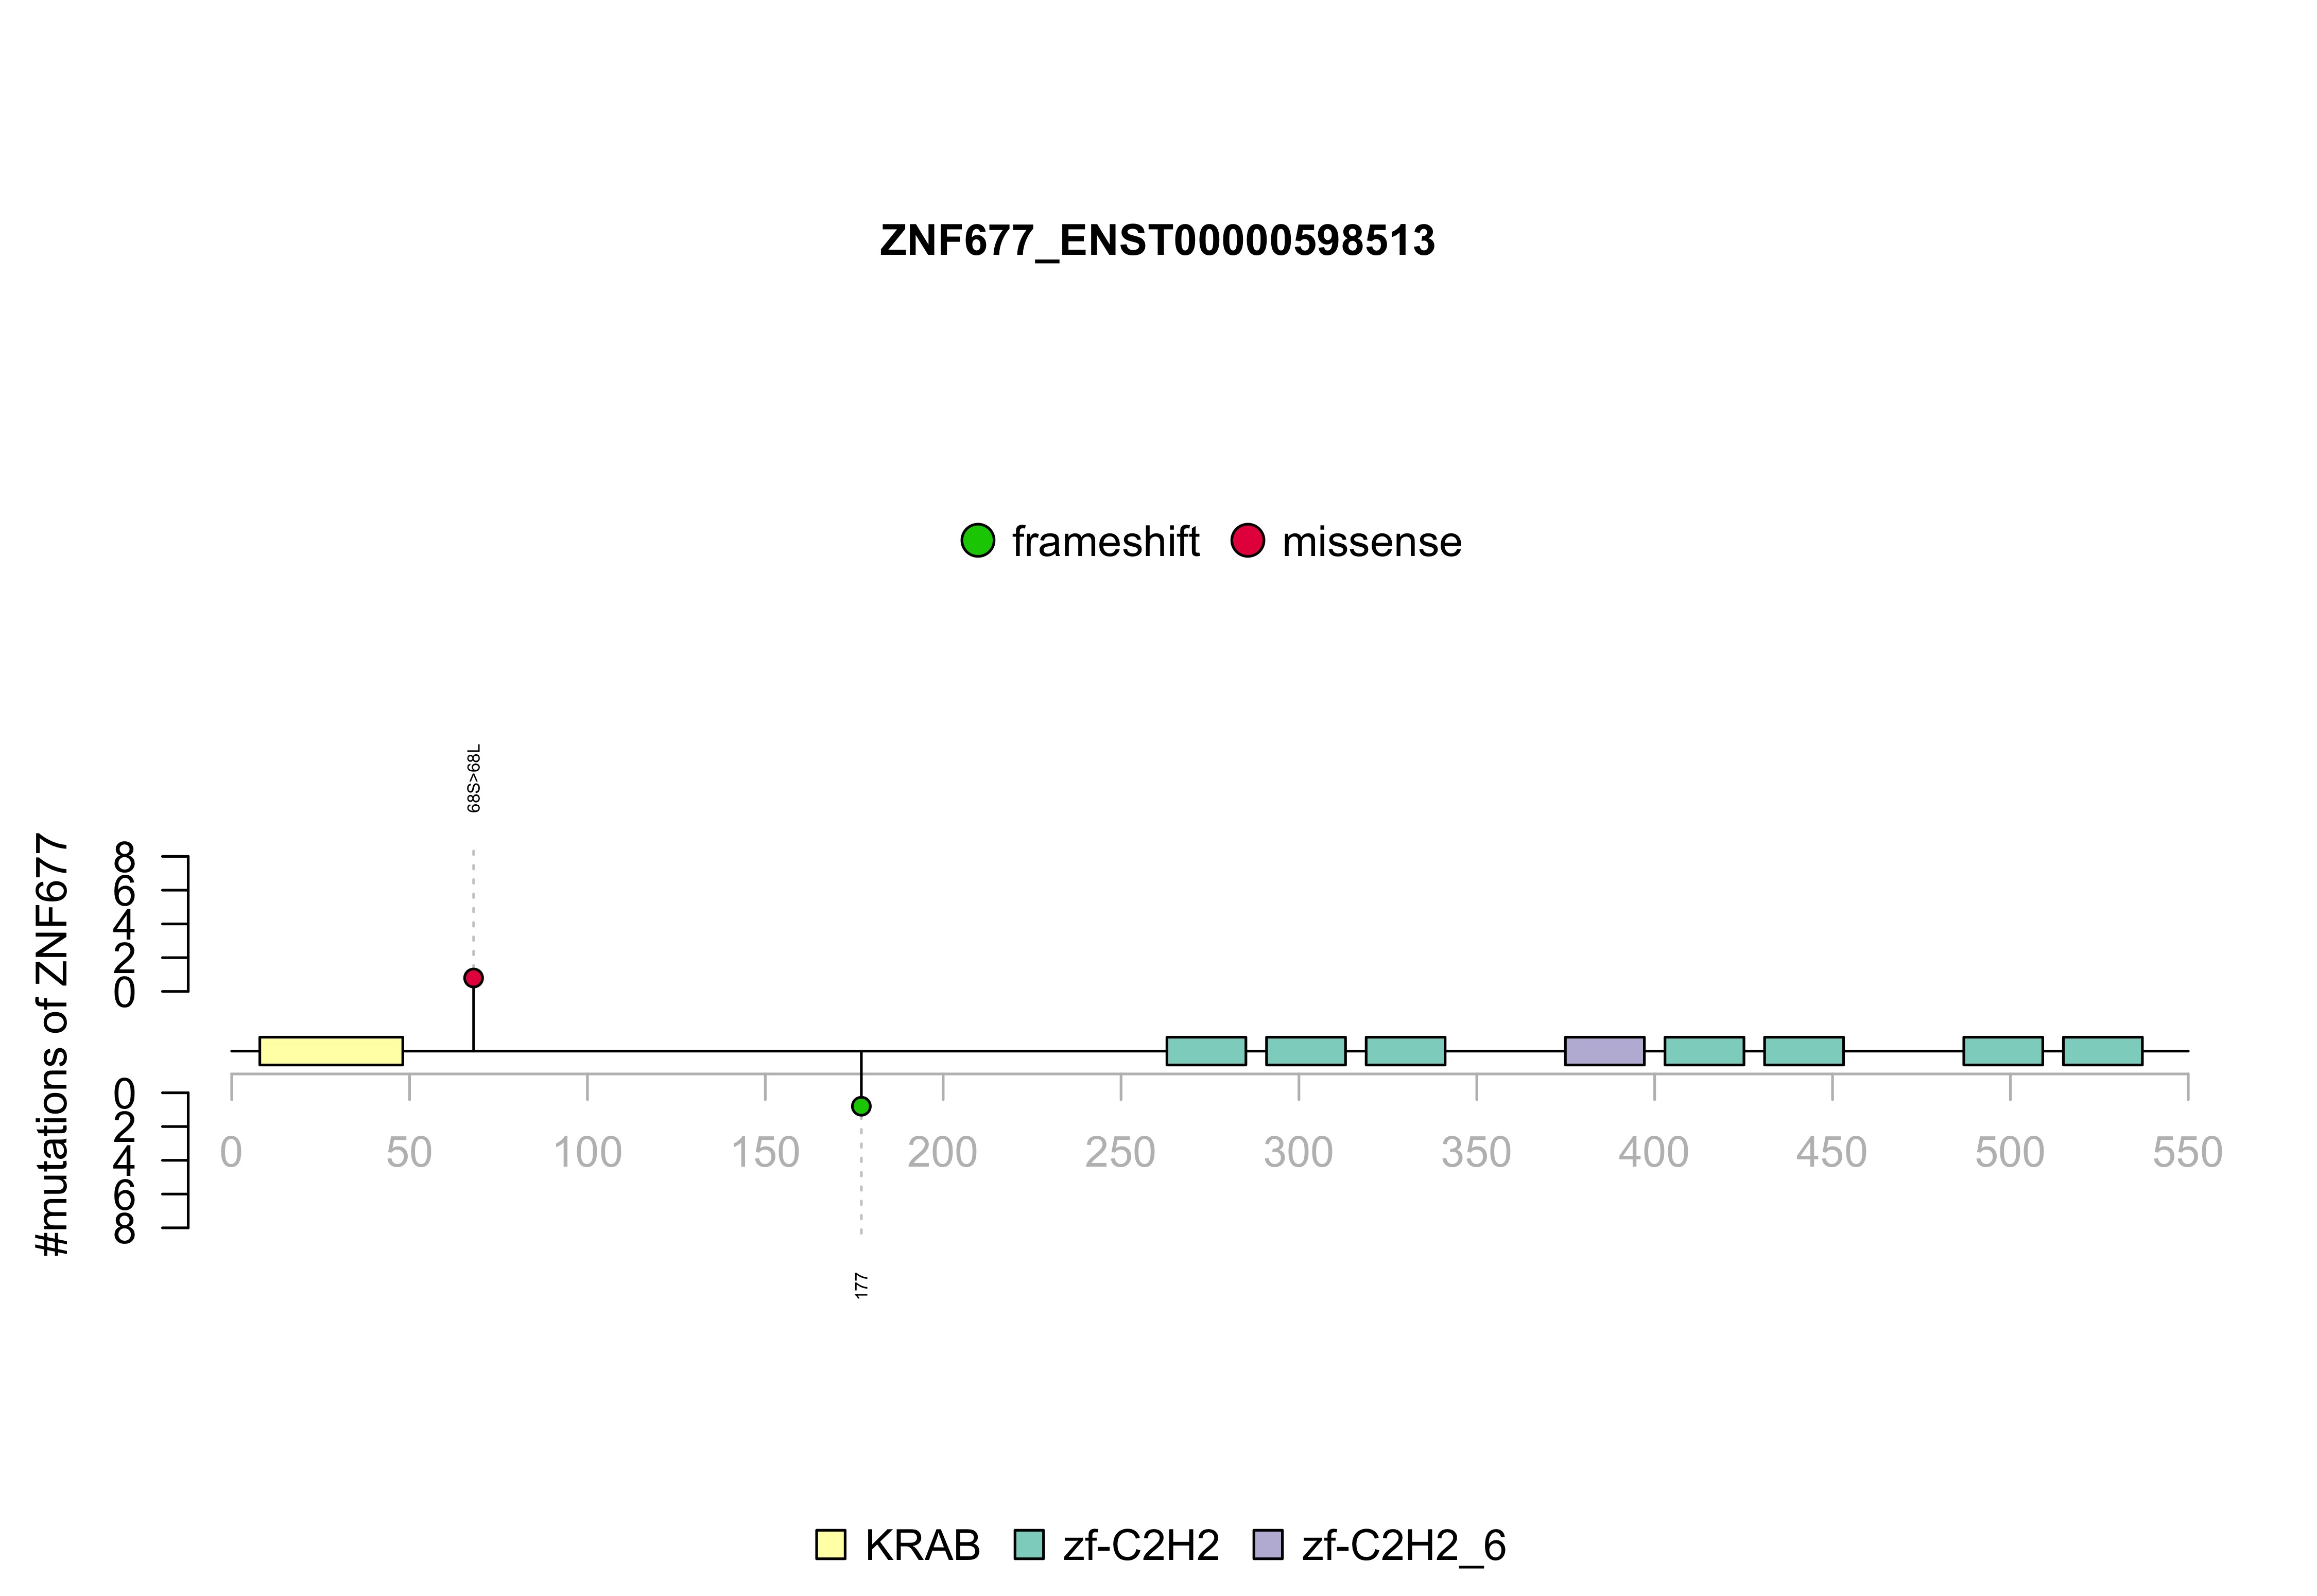 ZNF677_ENST00000598513
frameshift missense
68S>68L
#mutations of ZNF677
8
6
4
2
0
0
2
4
6
8
0 50 100 150 200 250 300 350 400 450 500 550
177
KRAB zf-C2H2 zf-C2H2_6